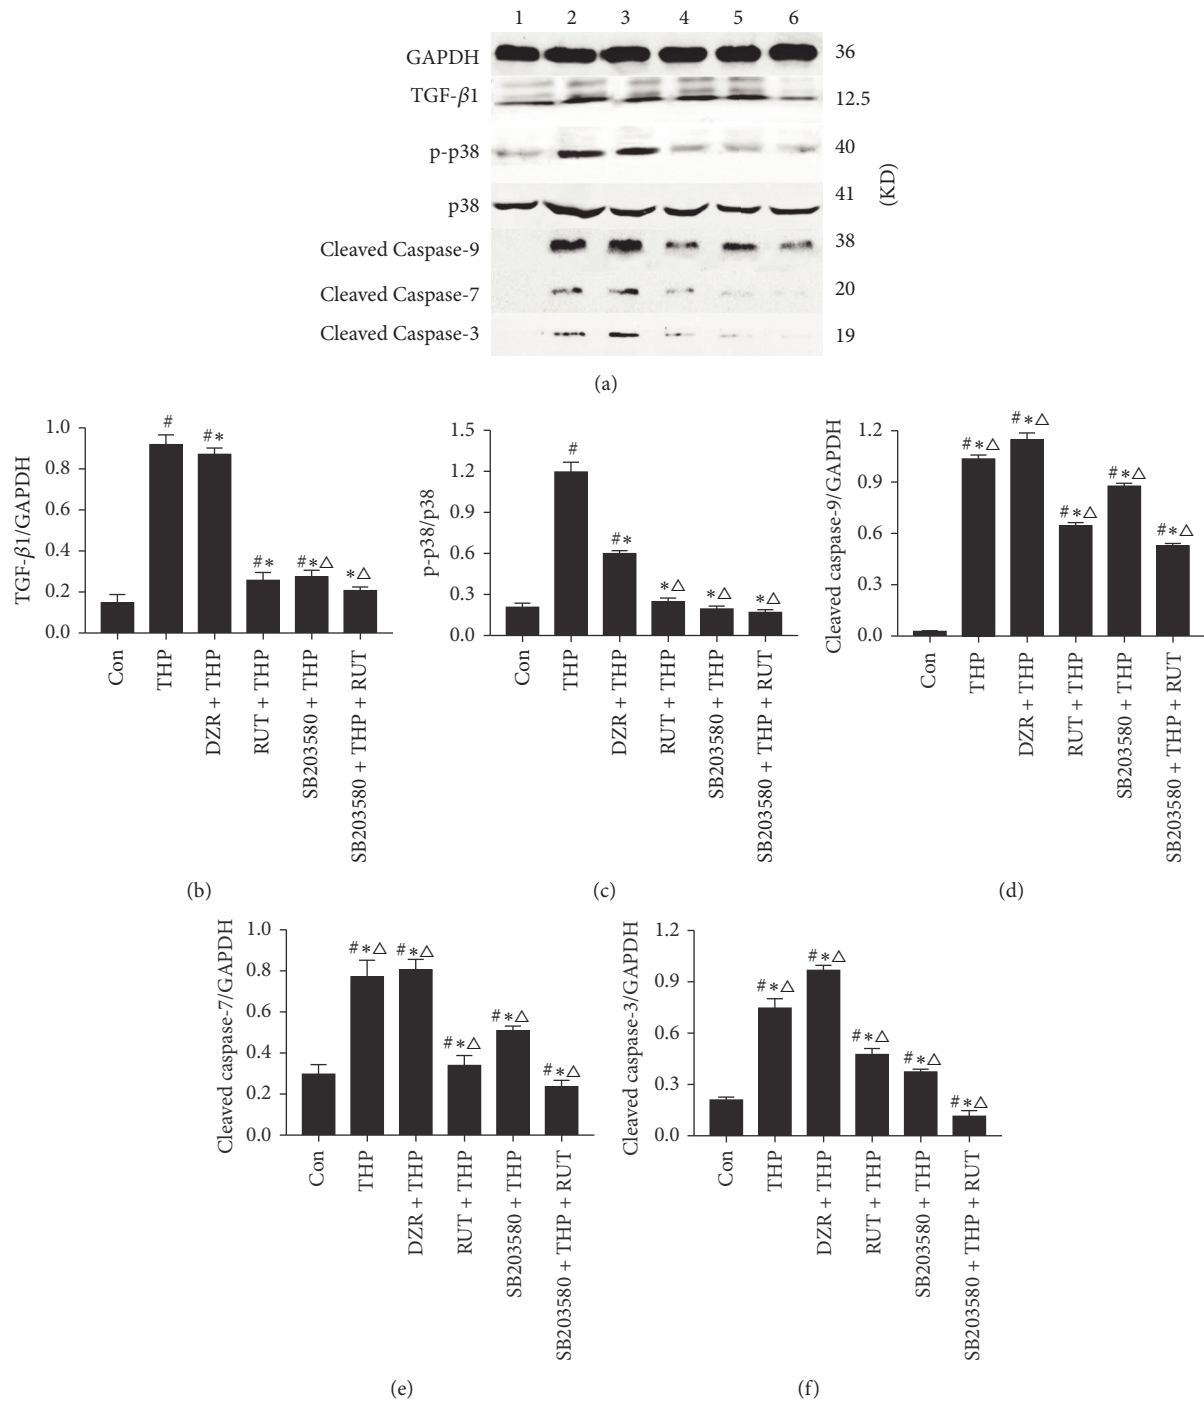 1 2 3 4 5 6
GAPDH 36
TGF-β1 12.5
p-p38 40
p38 41
(KD)
Cleaved Caspase-9 38
Cleaved Caspase-7 20
Cleaved Caspase-3 19
(a)
TGF-β1/GAPDH
1.0
0.8
0.6
0.4
0.2
0.0
#
#*
#*
#*△
*△
Con
THP
DZR + THP
RUT + THP
SB203580 + THP
SB203580 + THP + RUT
(b)
p-p38/p38
1.5
1.2
0.9
0.6
0.3
0.0
#
#*
*△
*△
*△
Con
THP
DZR + THP
RUT + THP
SB203580 + THP
SB203580 + THP + RUT
(c)
Cleaved caspase-9/GAPDH
1.2
0.9
0.6
0.3
0.0
#*△
#*△
#*△
#*△
#*△
Con
THP
DZR + THP
RUT + THP
SB203580 + THP
SB203580 + THP + RUT
(d)
Cleaved caspase-7/GAPDH
1.0
0.8
0.6
0.4
0.2
0.0
#*△
#*△
#*△
#*△
#*△
Con
THP
DZR + THP
RUT + THP
SB203580 + THP
SB203580 + THP + RUT
(e)
Cleaved caspase-3/GAPDH
1.2
0.9
0.6
0.3
0.0
#*△
#*△
#*△
#*△
#*△
Con
THP
DZR + THP
RUT + THP
SB203580 + THP
SB203580 + THP + RUT
(f)